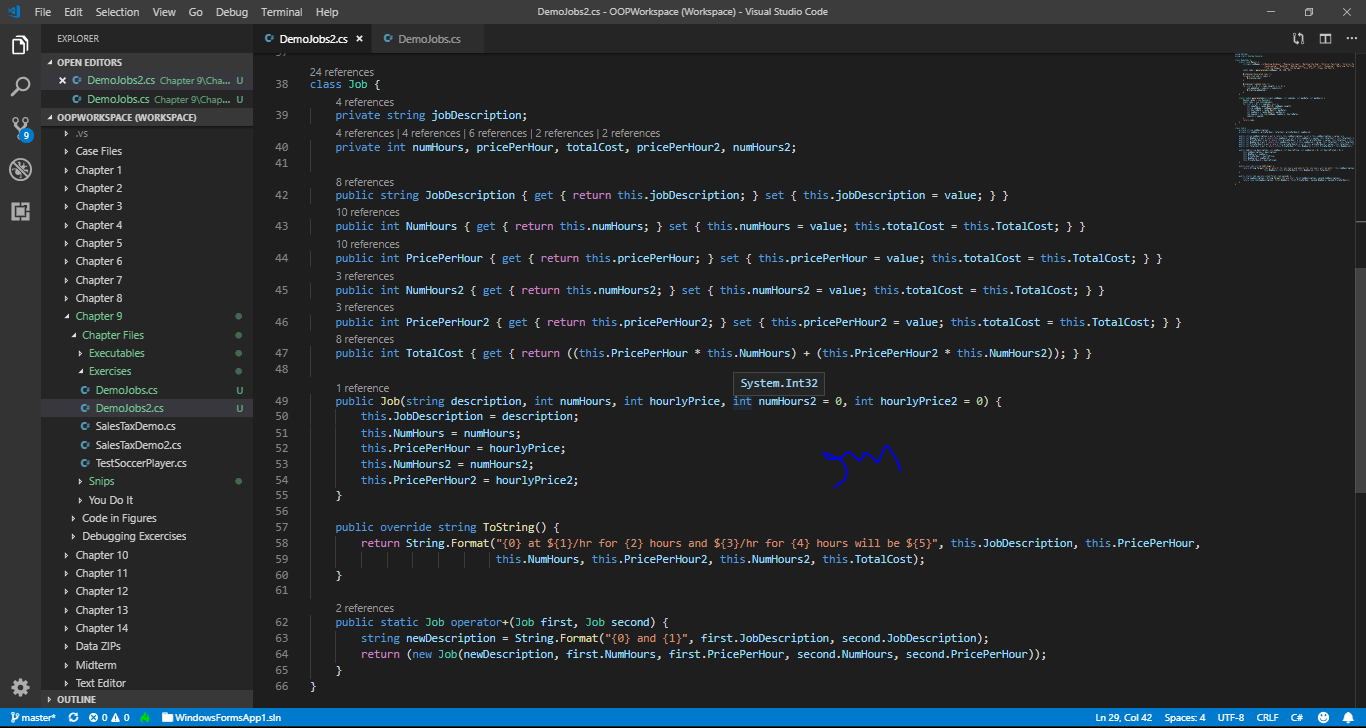 File Edit Selection View Go Debug Terminal Help
DemoJobs2.cs - OOPWorkspace (Workspace) - Visual Studio Code
EXPLORER
OPEN EDITORS
DemoJobs2.cs Chapter 9\Cha... U
DemoJobs.cs Chapter 9\Chap... U
OOPWORKSPACE (WORKSPACE)
.vs
Case Files
Chapter 1
Chapter 2
Chapter 3
Chapter 4
Chapter 5
Chapter 6
Chapter 7
Chapter 8
Chapter 9
Chapter Files
Executables
Exercises
DemoJobs.cs U
DemoJobs2.cs U
SalesTaxDemo.cs
SalesTaxDemo2.cs
TestSoccerPlayer.cs
Snips
You Do It
Code in Figures
Debugging Excercises
Chapter 10
Chapter 11
Chapter 12
Chapter 13
Chapter 14
Data ZIPs
Midterm
Text Editor
OUTLINE
9
DemoJobs2.cs DemoJobs.cs
24 references
38 class Job {
4 references
39 private string jobDescription;
4 references | 4 references | 6 references | 2 references | 2 references
40 private int numHours, pricePerHour, totalCost, pricePerHour2, numHours2;
41
8 references
42 public string JobDescription { get { return this.jobDescription; } set { this.jobDescription = value; } }
10 references
43 public int NumHours { get { return this.numHours; } set { this.numHours = value; this.totalCost = this.TotalCost; } }
10 references
44 public int PricePerHour { get { return this.pricePerHour; } set { this.pricePerHour = value; this.totalCost = this.TotalCost; } }
3 references
45 public int NumHours2 { get { return this.numHours2; } set { this.numHours2 = value; this.totalCost = this.TotalCost; } }
3 references
46 public int PricePerHour2 { get { return this.pricePerHour2; } set { this.pricePerHour2 = value; this.totalCost = this.TotalCost; } }
8 references
47 public int TotalCost { get { return ((this.PricePerHour * this.NumHours) + (this.PricePerHour2 * this.NumHours2)); } }
48
System.Int32
1 reference
49 public Job(string description, int numHours, int hourlyPrice, int numHours2 = 0, int hourlyPrice2 = 0) {
50 this.JobDescription = description;
51 this.NumHours = numHours;
52 this.PricePerHour = hourlyPrice;
53 this.NumHours2 = numHours2;
54 this.PricePerHour2 = hourlyPrice2;
55 }
56
57 public override string ToString() {
58 return String.Format("{0} at ${1}/hr for {2} hours and ${3}/hr for {4} hours will be ${5}", this.JobDescription, this.PricePerHour,
59 this.NumHours, this.PricePerHour2, this.NumHours2, this.TotalCost);
60 }
61
2 references
62 public static Job operator+(Job first, Job second) {
63 string newDescription = String.Format("{0} and {1}", first.JobDescription, second.JobDescription);
64 return (new Job(newDescription, first.NumHours, first.PricePerHour, second.NumHours, second.PricePerHour));
65 }
66 }
master* 0 0 WindowsFormsApp1.sln Ln 29, Col 42 Spaces: 4 UTF-8 CRLF C#